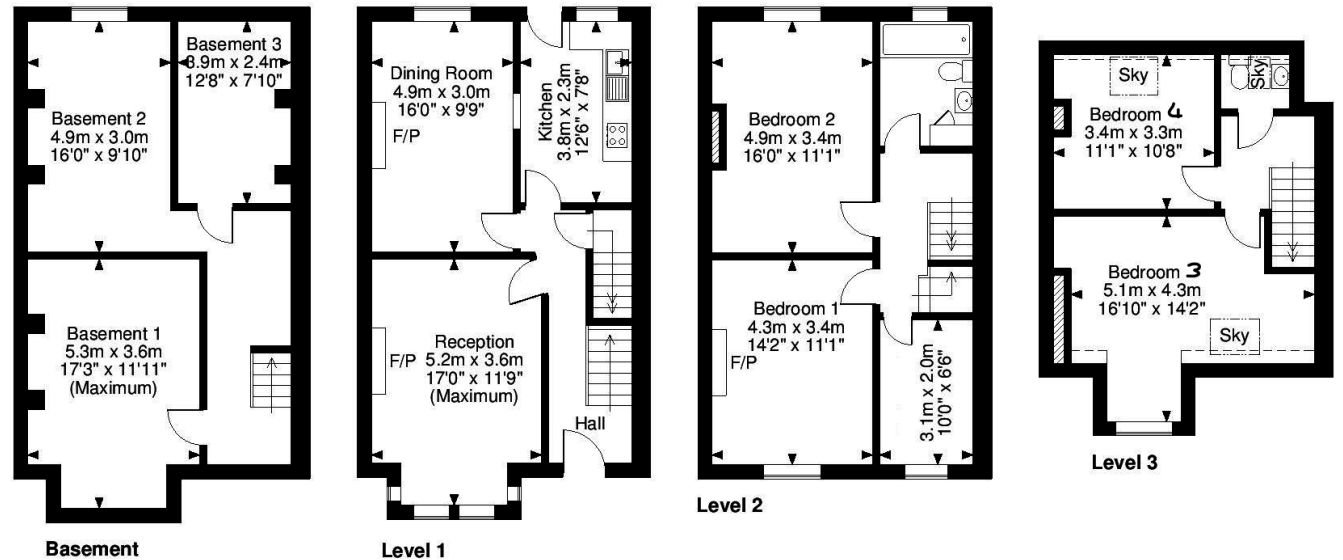 Basement 3
3.9m x 2.4m
12'8" x 7'10"
Basement 2
4.9m x 3.0m
16'0" x 9'10"
Basement 1
5.3m x 3.6m
17'3" x 11'11"
(Maximum)
Basement
Dining Room
4.9m x 3.0m
16'0" x 9'9"
F/P
Kitchen
3.8m x 2.3m
12'6" x 7'8"
Reception
F/P
5.2m x 3.6m
17'0" x 11'9"
(Maximum)
Hall
Level 1
Bedroom 2
4.9m x 3.4m
16'0" x 11'1"
Bedroom 1
4.3m x 3.4m
14'2" x 11'1"
F/P
3.1m x 2.0m
10'0" x 6'6"
Level 2
Sky
Sky
Bedroom 4
3.4m x 3.3m
11'1" x 10'8"
Bedroom 3
5.1m x 4.3m
16'10" x 14'2"
Sky
Level 3